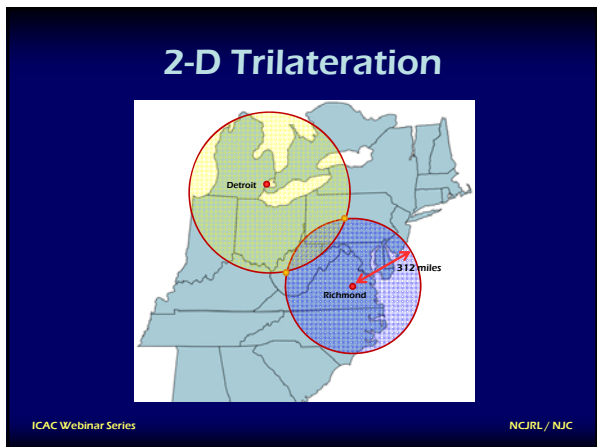 2-D Trilateration
Detroit
312 miles
Richmond
ICAC Webinar Series
NCJRL / NJC